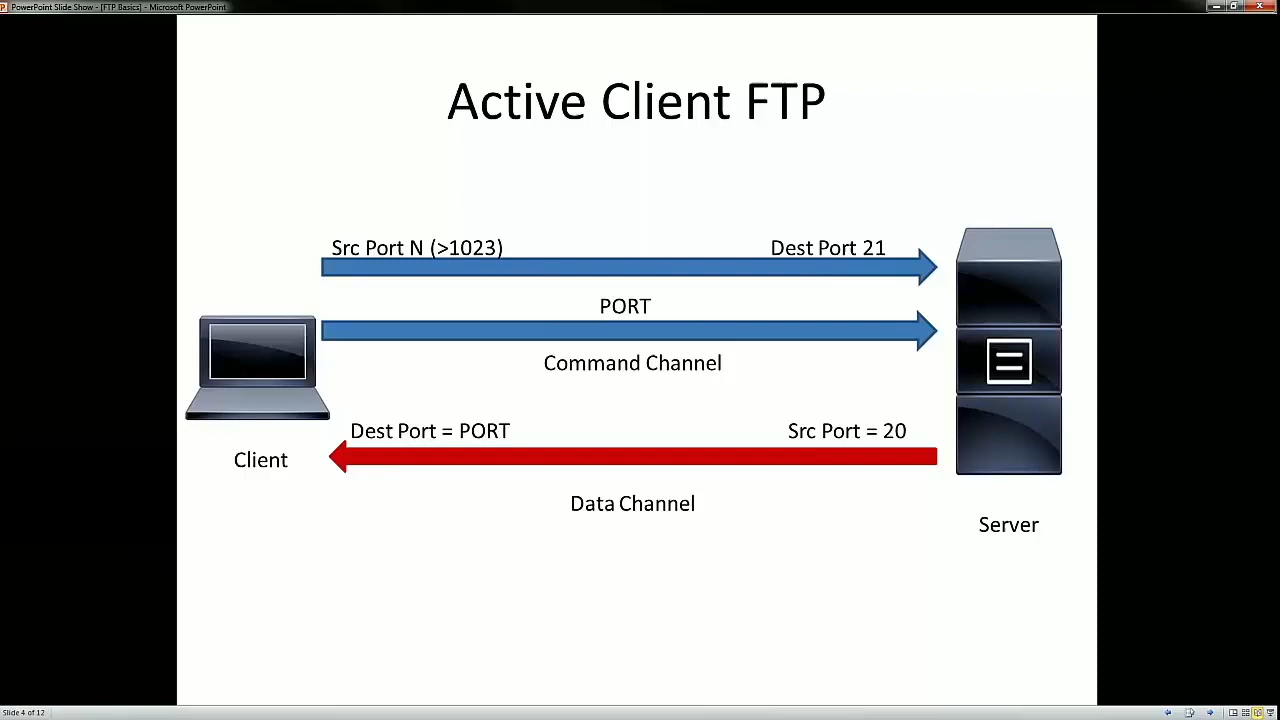 PowerPoint Slide Show - [FTP Basics] - Microsoft PowerPoint
Active Client FTP
Src Port N (>1023)
Dest Port 21
PORT
Command Channel
Dest Port = PORT
Src Port = 20
Client
Data Channel
Server
Slide 4 of 12